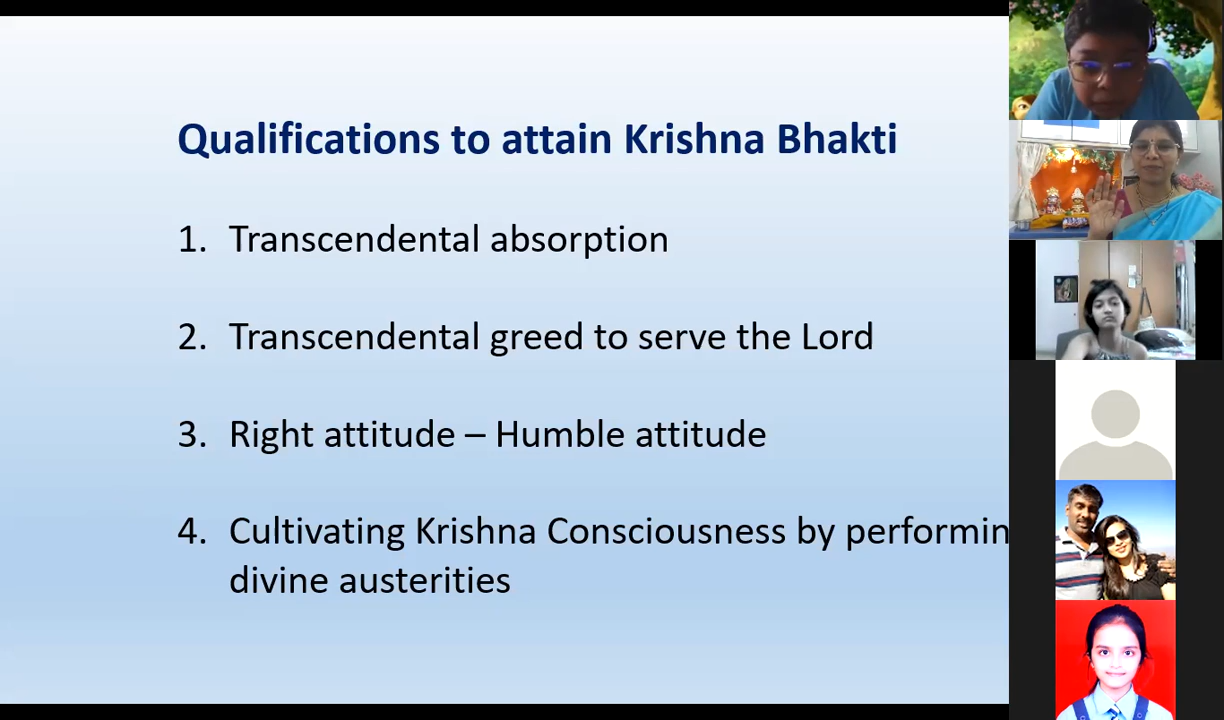 Qualifications to attain Krishna Bhakti
1. Transcendental absorption
2. Transcendental greed to serve the Lord
3. Right attitude – Humble attitude
4. Cultivating Krishna Consciousness by performin
divine austerities